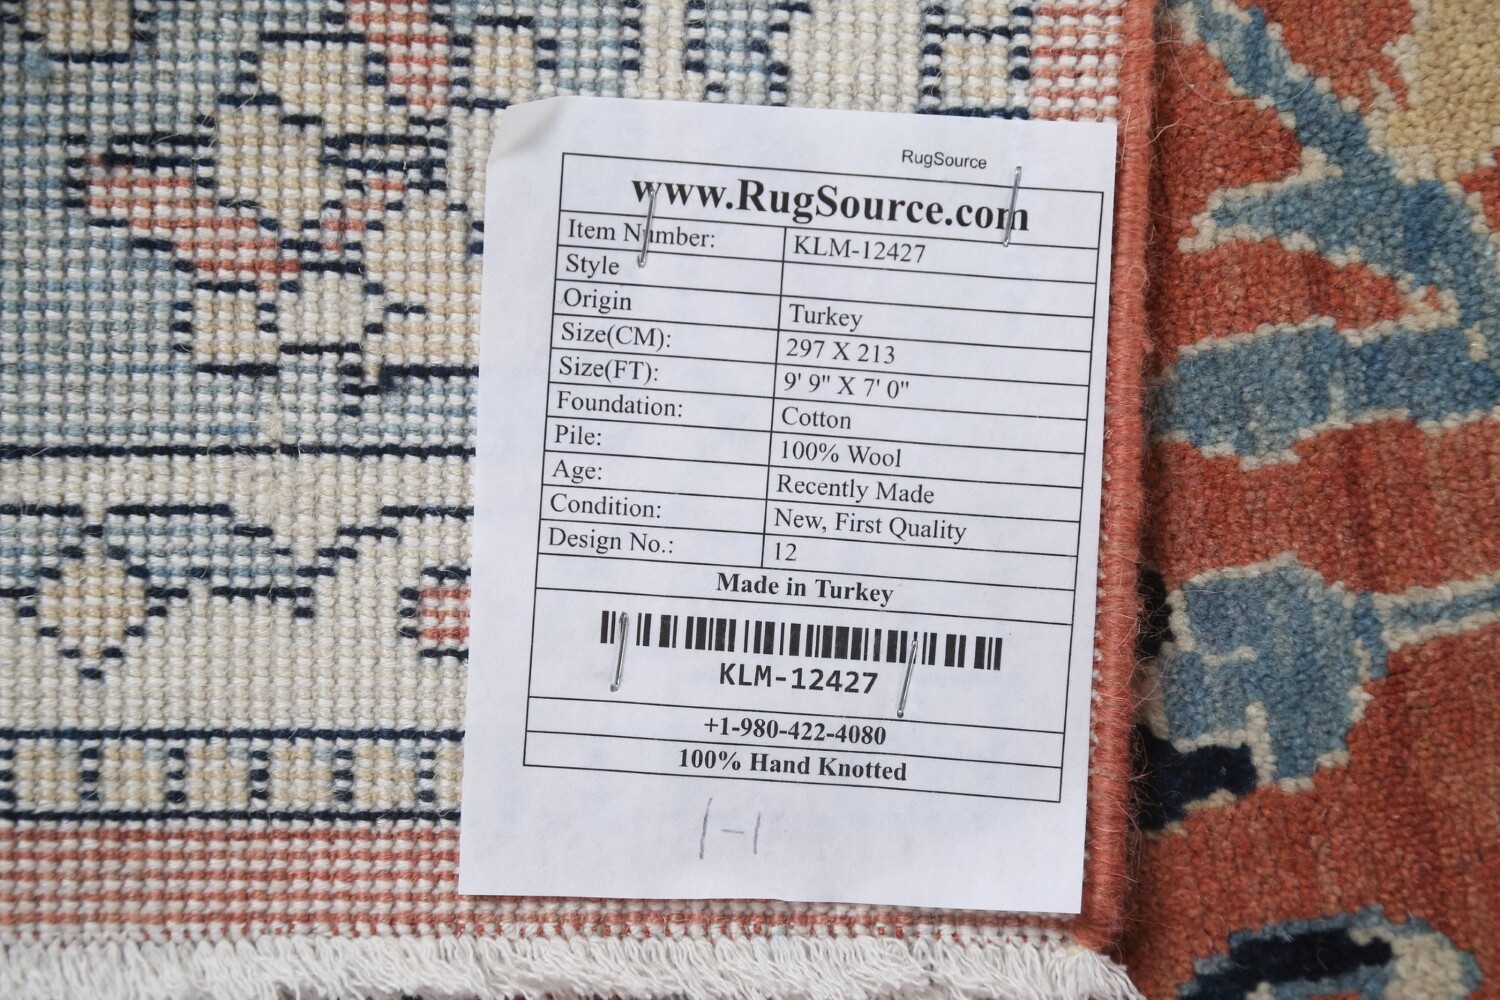 RugSource
www.RugSource.com
Item Number: KLM-12427
Style
Origin Turkey
Size(CM): 297 X 213
Size(FT): 9' 9" X 7' 0"
Foundation: Cotton
Pile: 100% Wool
Age: Recently Made
Condition: New, First Quality
Design No.: 12
Made in Turkey
KLM-12427
+1-980-422-4080
100% Hand Knotted
1-1